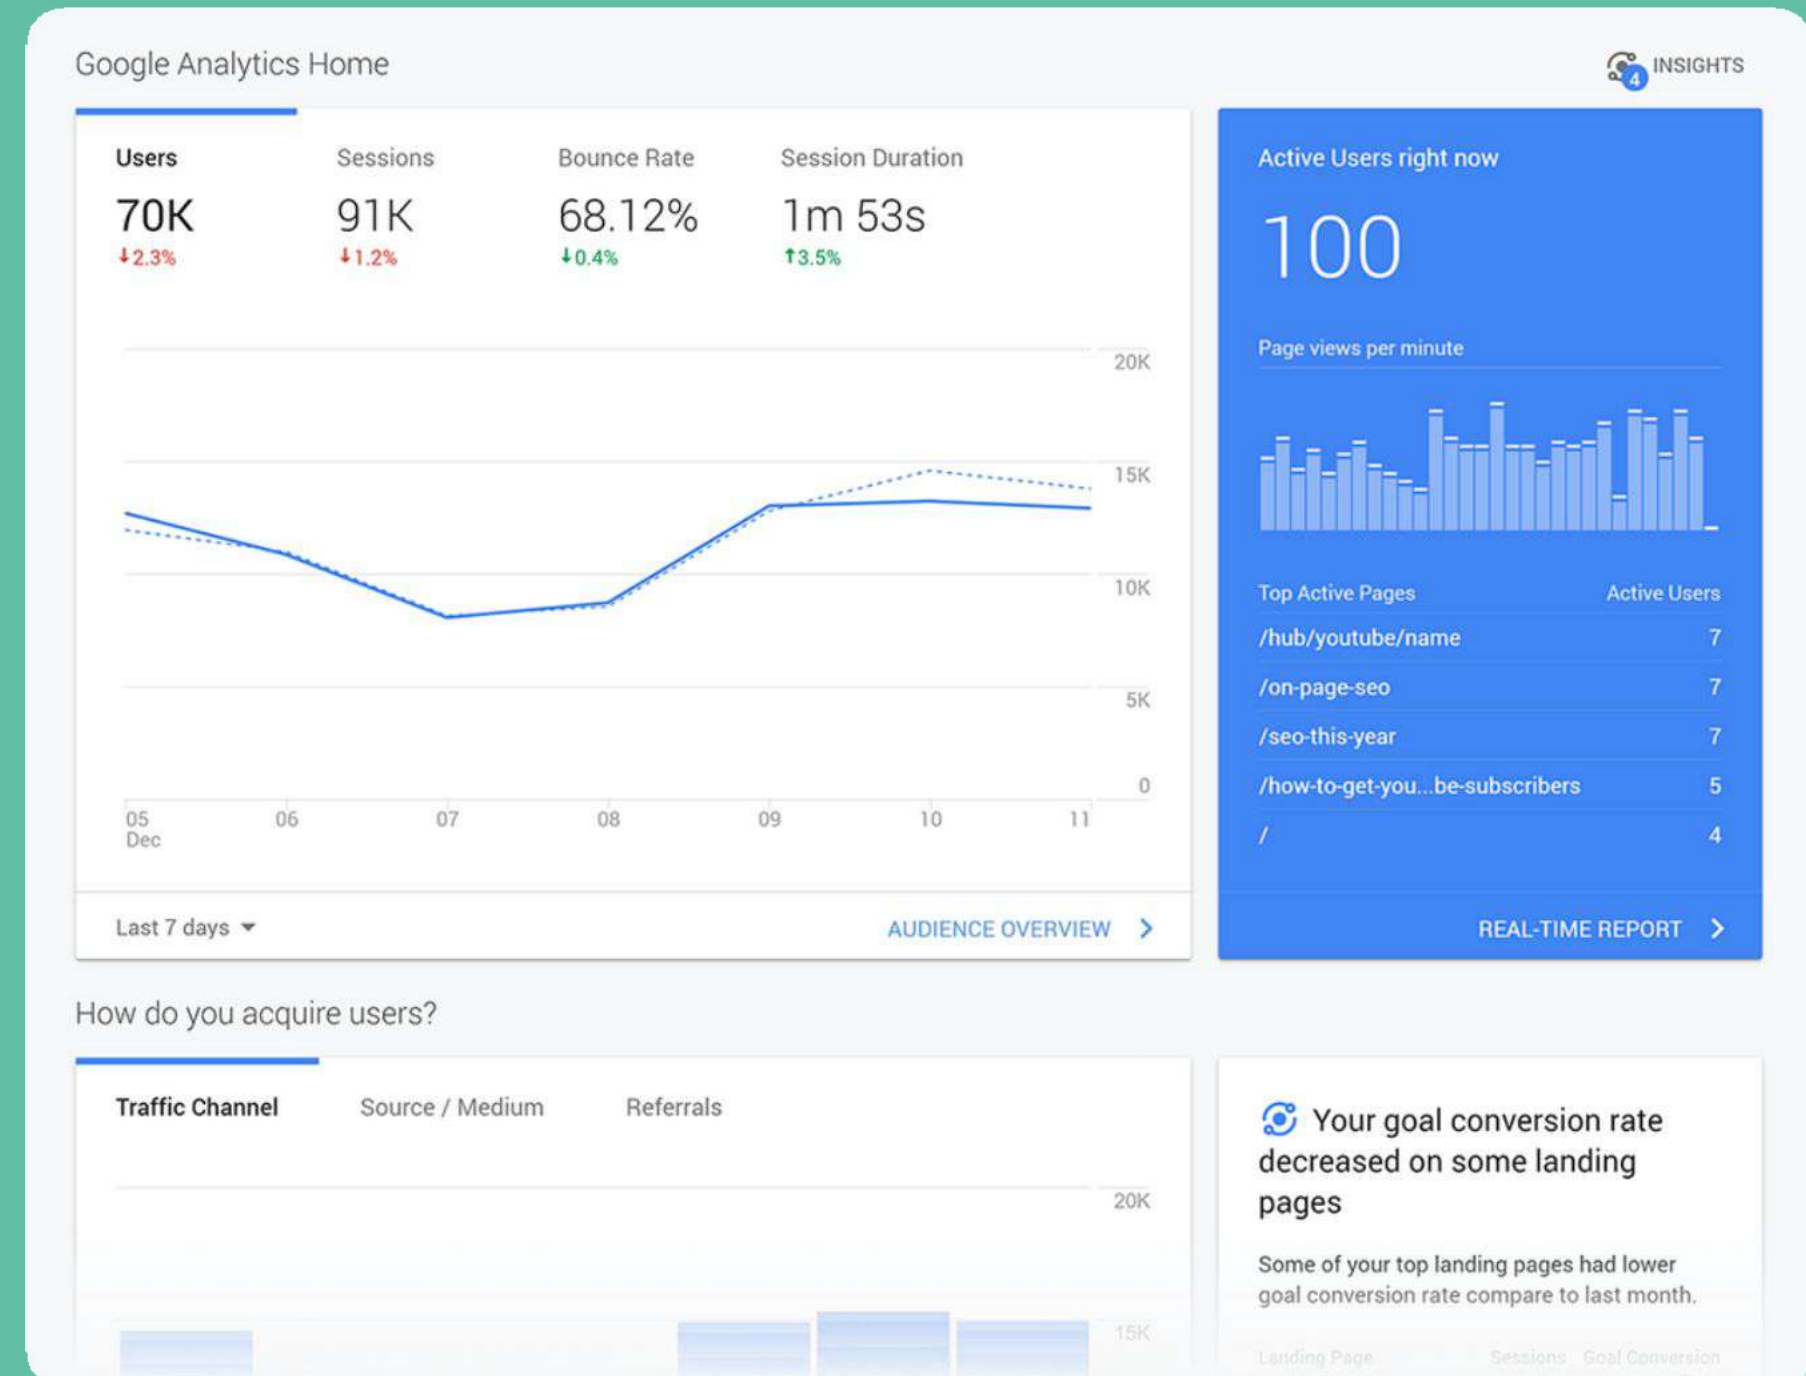 Google Analytics Home
4 INSIGHTS
Users Sessions Bounce Rate Session Duration
70K 91K 68.12% 1m 53s
↓2.3% ↓1.2% ↓0.4% ↑3.5%
20K
15K
10K
5K
0
05 06 07 08 09 10 11
Dec
Last 7 days
AUDIENCE OVERVIEW
Active Users right now
100
Page views per minute
Top Active Pages Active Users
/hub/youtube/name 7
/on-page-seo 7
/seo-this-year 7
/how-to-get-you...be-subscribers 5
/ 4
REAL-TIME REPORT
How do you acquire users?
Traffic Channel Source / Medium Referrals
20K
15K
Your goal conversion rate
decreased on some landing
pages
Some of your top landing pages had lower
goal conversion rate compare to last month.
Landing Page Sessions Goal Conversion